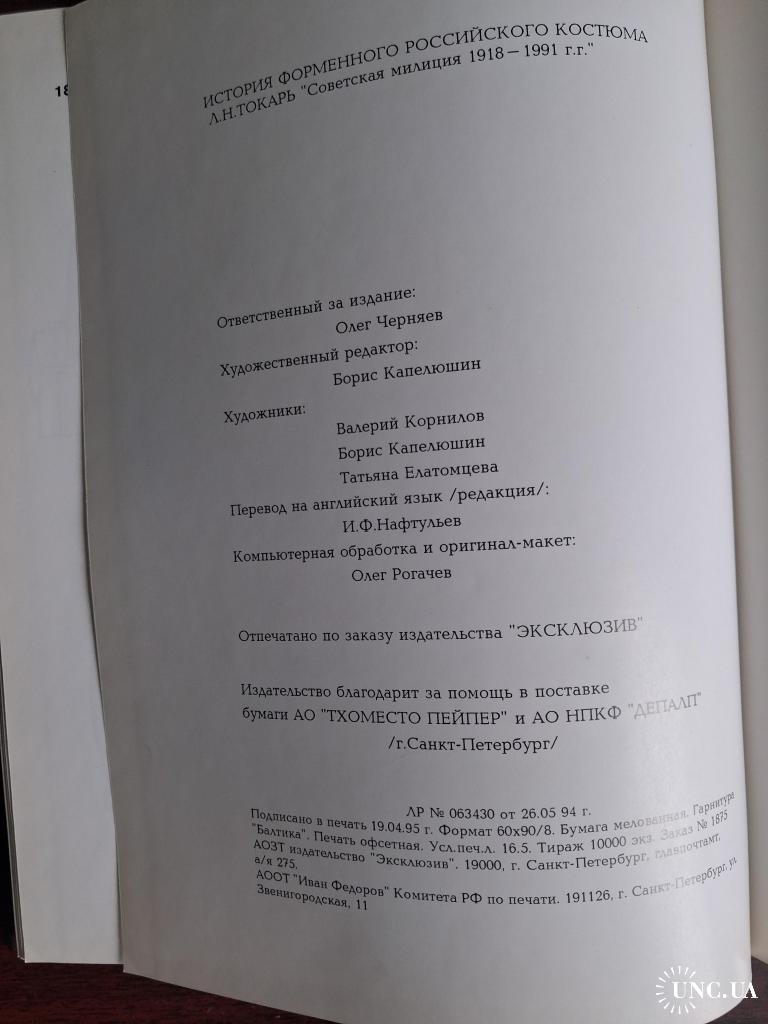 18
ИСТОРИЯ ФОРМЕННОГО РОССИЙСКОГО КОСТЮМА
Л.Н.ТОКАРЬ "Советская милиция 1918 — 1991 г.г."
Ответственный за издание:
Олег Черняев
Художественный редактор:
Борис Капелюшин
Художники:
Валерий Корнилов
Борис Капелюшин
Татьяна Елатомцева
Перевод на английский язык /редакция/:
И.Ф.Нафтульев
Компьютерная обработка и оригинал-макет:
Олег Рогачев
Отпечатано по заказу издательства "ЭКСКЛЮЗИВ"
Издательство благодарит за помощь в поставке
бумаги АО "ТХОМЕСТО ПЕЙПЕР" и АО НПКФ "ДЕПАЛП"
/г.Санкт-Петербург/
ЛР № 063430 от 26.05 94 г.
Подписано в печать 19.04.95 г. Формат 60х90/8. Бумага мелованная. Гарнитура
"Балтика". Печать офсетная. Усл.печ.л. 16.5. Тираж 10000 экз. Заказ № 1875
АОЗТ издательство "Эксклюзив". 19000, г. Санкт-Петербург, главпочтамт,
а/я 275.
АООТ "Иван Федоров" Комитета РФ по печати. 191126, г. Санкт-Петербург, ул.
Звенигородская, 11
UNC.UA